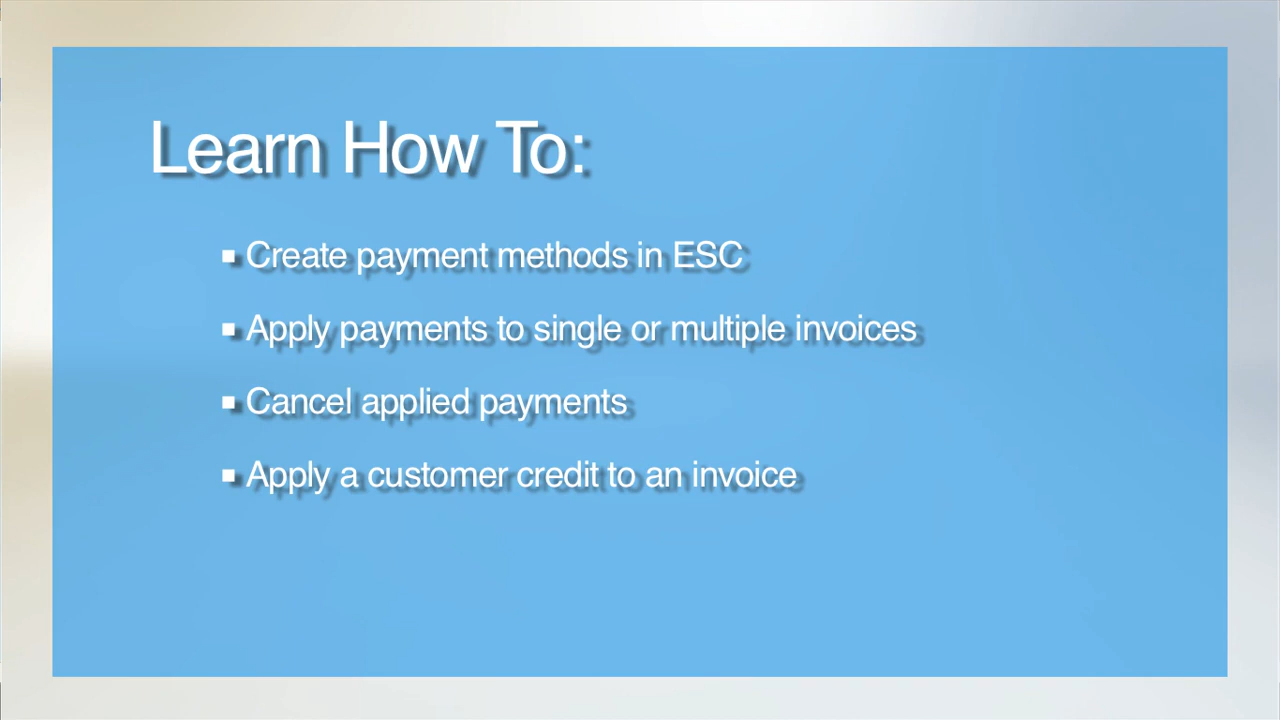 Learn How To:
▪ Create payment methods in ESC
▪ Apply payments to single or multiple invoices
▪ Cancel applied payments
▪ Apply a customer credit to an invoice